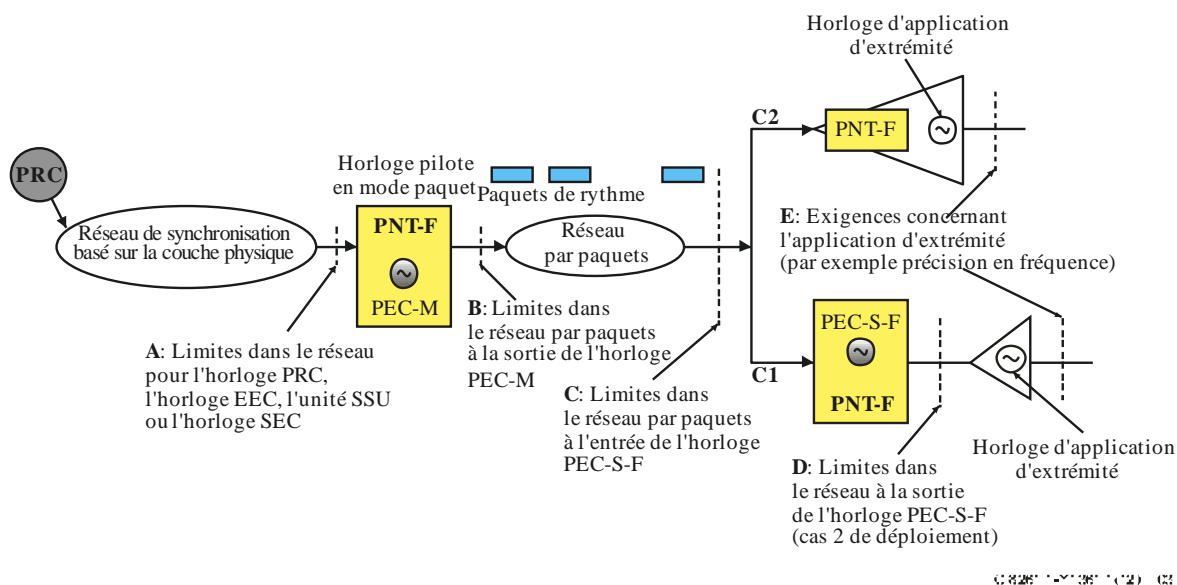 Horloge d'application
d'extrémité
C2
PNT-F
PRC
Horloge pilote
en mode paquet
Paquets de rythme
Réseau de synchronisation
basé sur la couche physique
PNT-F
PEC-M
Réseau
par paquets
E: Exigences concernant
l'application d'extrémité
(par exemple précision en fréquence)
A: Limites dans le réseau
pour l'horloge PRC,
l'horloge EEC, l'unité SSU
ou l'horloge SEC
B: Limites dans
le réseau par paquets
à la sortie de l'horloge
PEC-M
C: Limites dans
le réseau par paquets
à l'entrée de l'horloge
PEC-S-F
C1
PEC-S-F
PNT-F
D: Limites dans
le réseau à la sortie
de l'horloge PEC-S-F
(cas 2 de déploiement)
Horloge d'application
d'extrémité